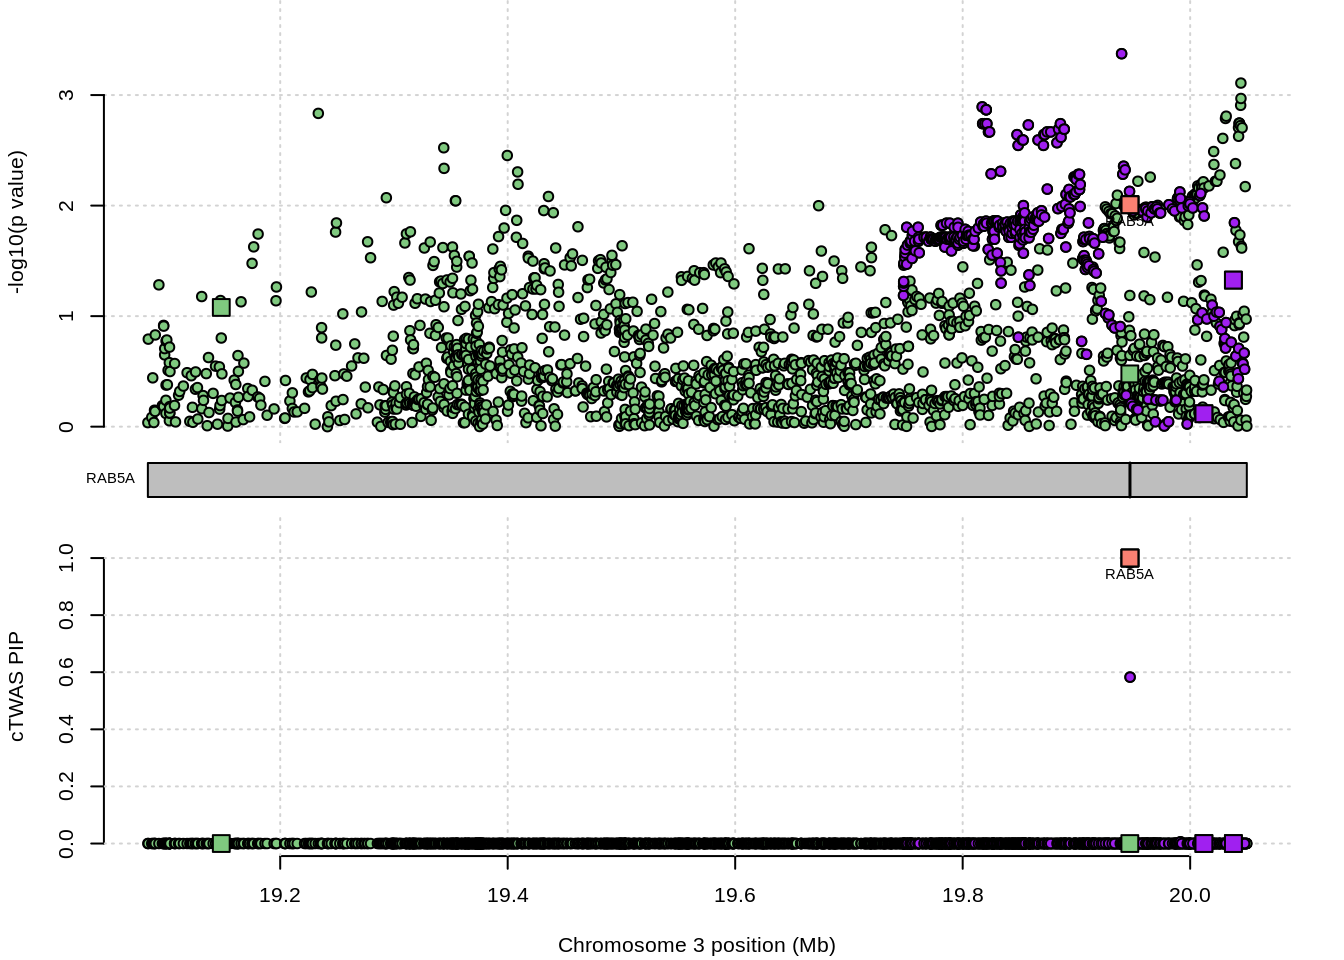 3
2
1
0
-log10(p value)
RAB5A
RAB5A
1.0
0.8
0.6
0.4
0.2
0.0
cTWAS PIP
RAB5A
19.2
19.4
19.6
19.8
20.0
Chromosome 3 position (Mb)